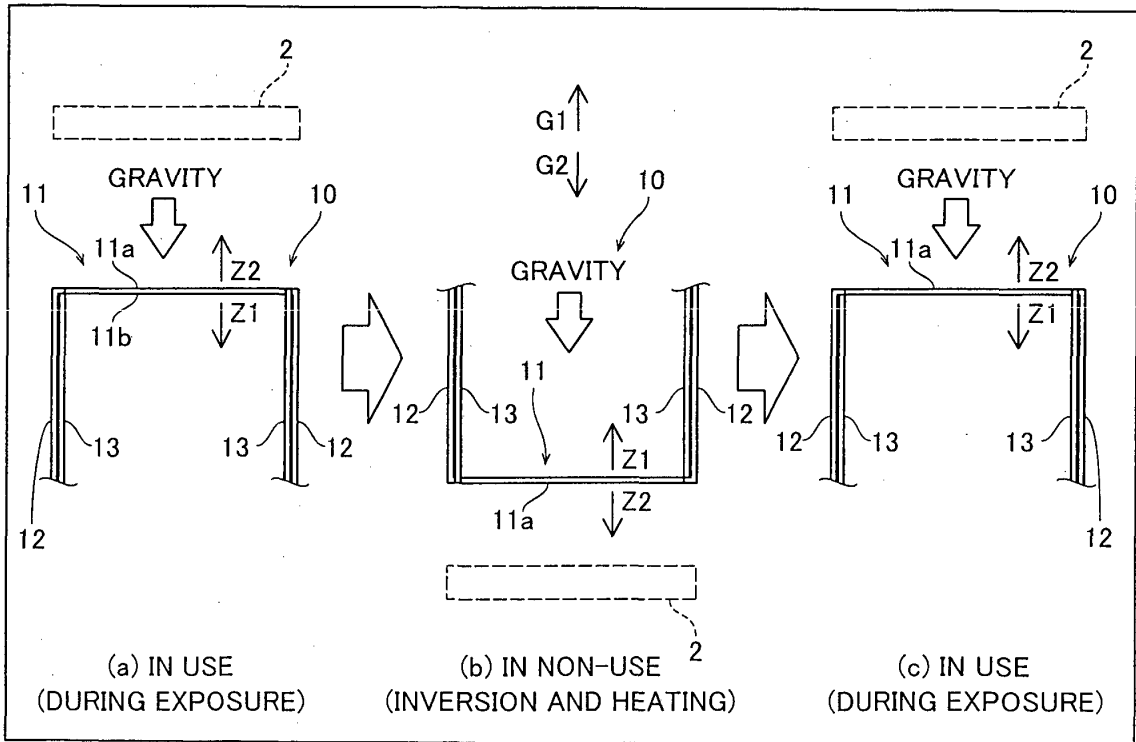 2
2
GRAVITY
11
10
11a
Z2
Z1
11b
12
13
13
12
12
(a) IN USE
(DURING EXPOSURE)
G1
G2
10
GRAVITY
11
12
13
13
12
Z1
Z2
11a
2
(b) IN NON-USE
(INVERSION AND HEATING)
GRAVITY
11
10
11a
Z2
Z1
12
13
13
12
(c) IN USE
(DURING EXPOSURE)